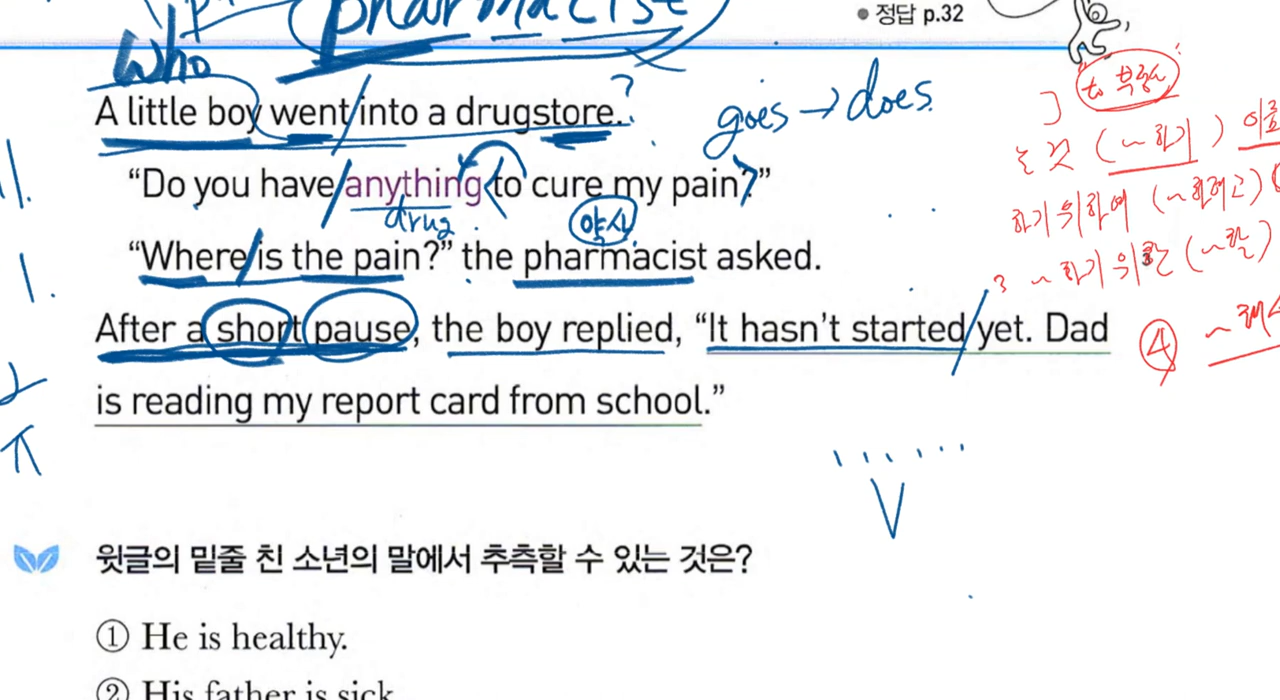 pharmacist
• 정답 p.32
Who
A little boy went into a drugstore.
?
goes → does.
to 부정사
"Do you have anything to cure my pain?"
drug
약사
는 것 (~하기) 이름
하기 위하여 (~하려고)
"Where is the pain?" the pharmacist asked.
3 ~하기 위한 (~할)
After a short pause, the boy replied, "It hasn't started yet. Dad
④
is reading my report card from school."
V
윗글의 밑줄 친 소년의 말에서 추측할 수 있는 것은?
① He is healthy.
② His father is sick